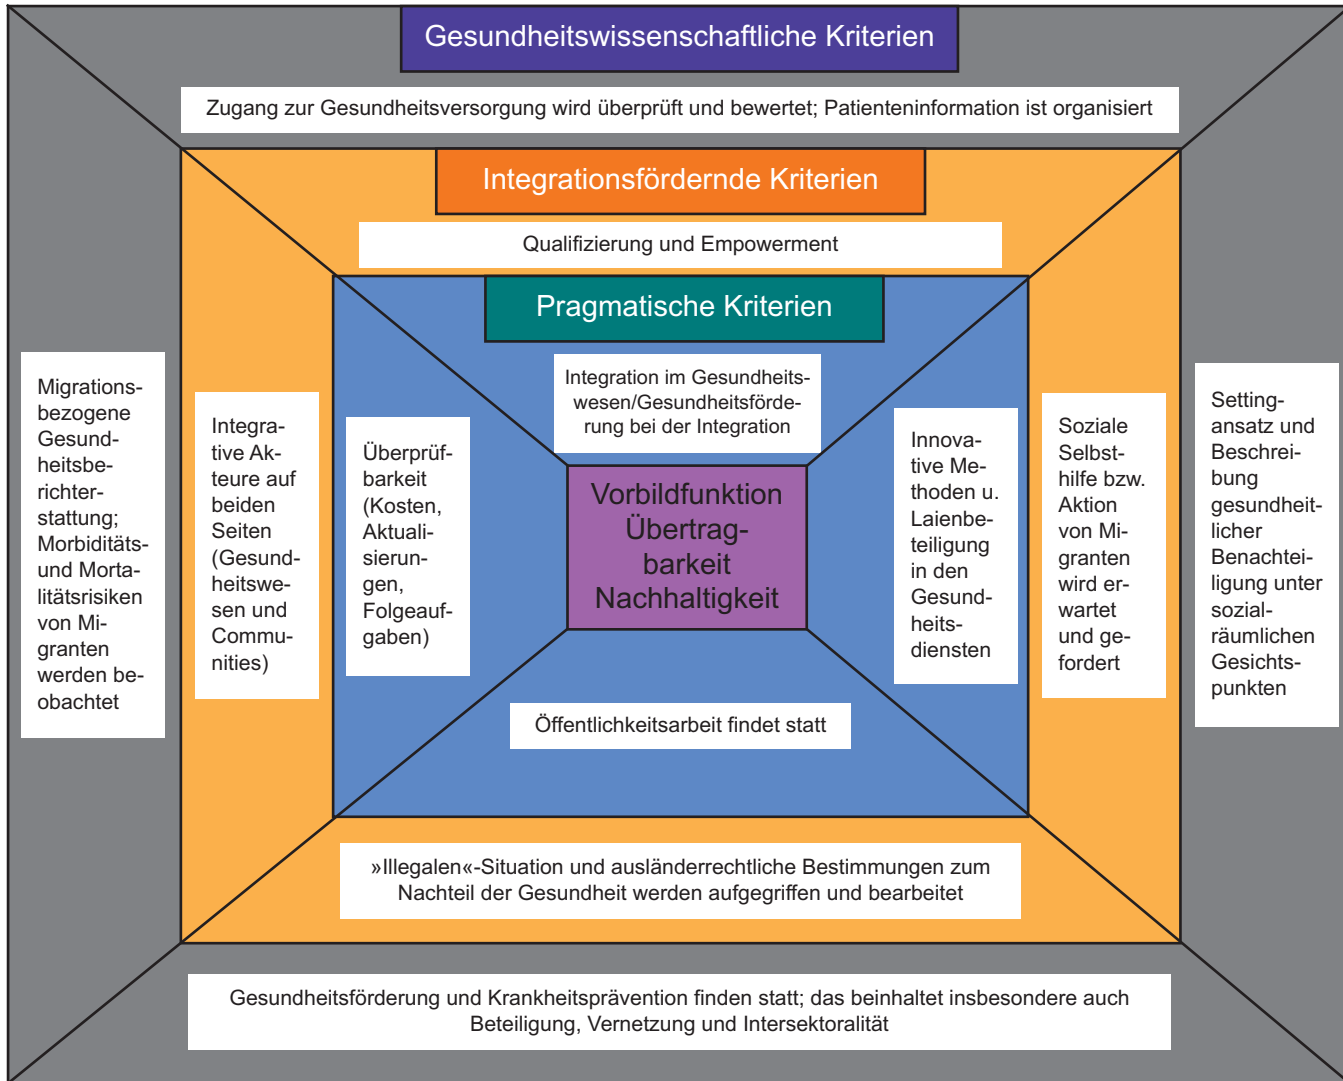 Gesundheitswissenschaftliche Kriterien
Zugang zur Gesundheitsversorgung wird überprüft und bewertet; Patienteninformation ist organisiert
Integrationsfördernde Kriterien
Qualifizierung und Empowerment
Pragmatische Kriterien
Integration im Gesundheits-
wesen/Gesundheitsförde-
rung bei der Integration
Migrations-
bezogene
Gesund-
heitsbe-
richter-
stattung;
Morbiditäts-
und Morta-
litätsrisiken
von Mi-
granten
werden be-
obachtet
Integra-
tive Ak-
teure auf
beiden
Seiten
(Gesund-
heitswe-
sen und
Commu-
nities)
Überprüf-
barkeit
(Kosten,
Aktuali-
sierun-
gen,
Folgeauf-
gaben)
Vorbildfunktion
Übertrag-
barkeit
Nachhaltigkeit
Innova-
tive Me-
thoden u.
Laienbe-
teiligung
in den
Gesund-
heits-
diensten
Soziale
Selbst-
hilfe bzw.
Aktion
von Mi-
granten
wird er-
wartet
und ge-
fordert
Setting-
ansatz und
Beschrei-
bung
gesundheit-
licher
Benachtei-
ligung unter
sozial-
räumlichen
Gesichts-
punkten
Öffentlichkeitsarbeit findet statt
»Illegalen«-Situation und ausländerrechtliche Bestimmungen zum
Nachteil der Gesundheit werden aufgegriffen und bearbeitet
Gesundheitsförderung und Krankheitsprävention finden statt; das beinhaltet insbesondere auch
Beteiligung, Vernetzung und Intersektoralität